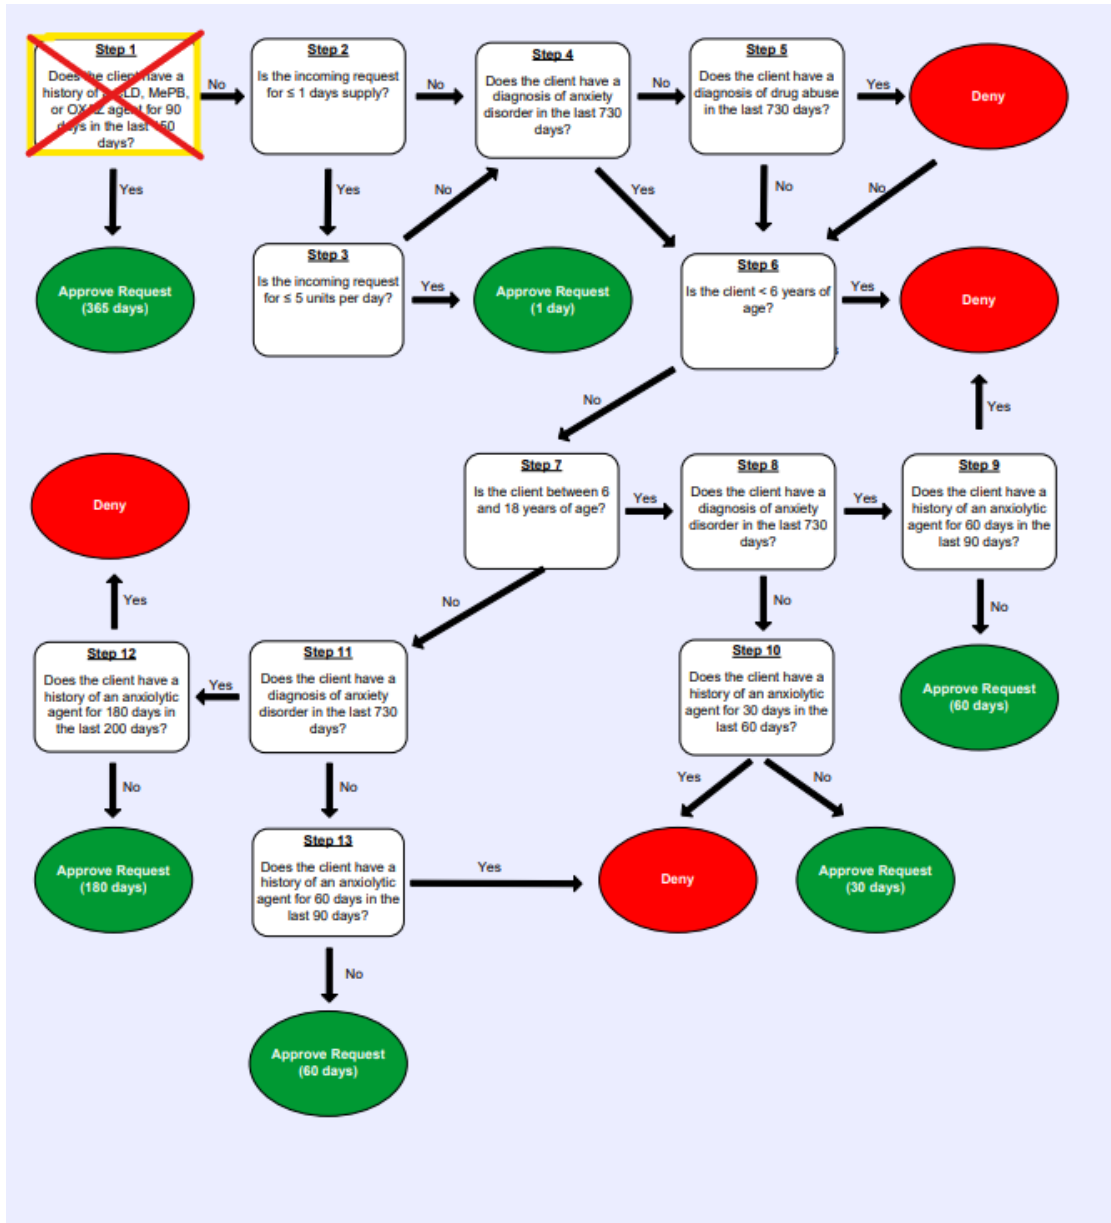 Step 1
Does the client have a
history of MePB,
or agent for 90
days in the last
days?
No
Yes
Approve Request
(365 days)
Step 2
Is the incoming request
for ≤ 1 days supply?
No
Yes
Step 3
Is the incoming request
for ≤ 5 units per day?
No
Yes
Approve Request
(1 day)
Step 4
Does the client have a
diagnosis of anxiety
disorder in the last 730
days?
No
Yes
Step 5
Does the client have a
diagnosis of drug abuse
in the last 730 days?
Yes
No
Deny
No
Step 6
Is the client < 6 years of
age?
Yes
Deny
No
Step 7
Is the client between 6
and 18 years of age?
Yes
No
Step 8
Does the client have a
diagnosis of anxiety
disorder in the last 730
days?
Yes
No
Step 9
Does the client have a
history of an anxiolytic
agent for 60 days in the
last 90 days?
Yes
No
Approve Request
(60 days)
Step 10
Does the client have a
history of an anxiolytic
agent for 30 days in the
last 60 days?
Yes
No
Deny
Approve Request
(30 days)
Step 11
Does the client have a
diagnosis of anxiety
disorder in the last 730
days?
Yes
No
Step 12
Does the client have a
history of an anxiolytic
agent for 180 days in
the last 200 days?
Yes
Deny
No
Approve Request
(180 days)
Step 13
Does the client have a
history of an anxiolytic
agent for 60 days in the
last 90 days?
Yes
No
Approve Request
(60 days)